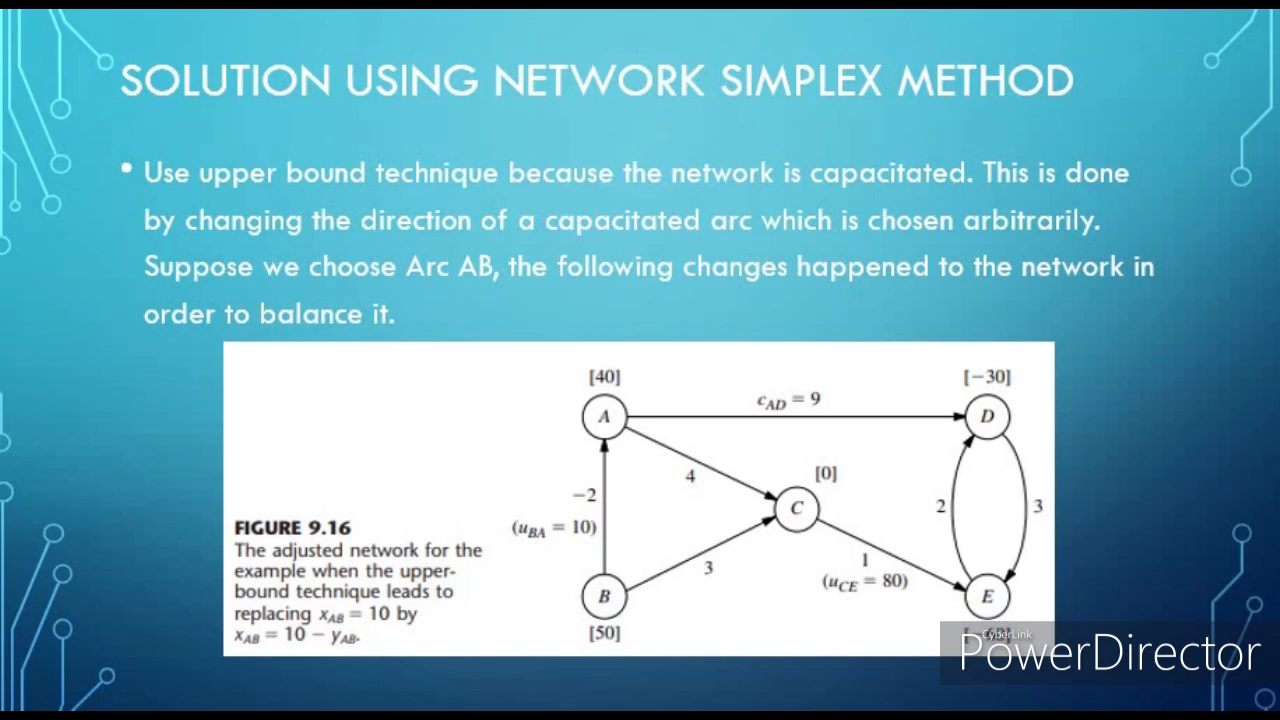 SOLUTION USING NETWORK SIMPLEX METHOD
• Use upper bound technique because the network is capacitated. This is done
by changing the direction of a capacitated arc which is chosen arbitrarily.
Suppose we choose Arc AB, the following changes happened to the network in
order to balance it.
[40]
[−30]
c_AD = 9
A
D
4
[0]
−2
C
2
3
(u_BA = 10)
3
1
(u_CE = 80)
B
E
[50]
FIGURE 9.16
The adjusted network for the
example when the upper-
bound technique leads to
replacing x_AB = 10 by
x_AB = 10 − y_AB.
CyberLink
PowerDirector